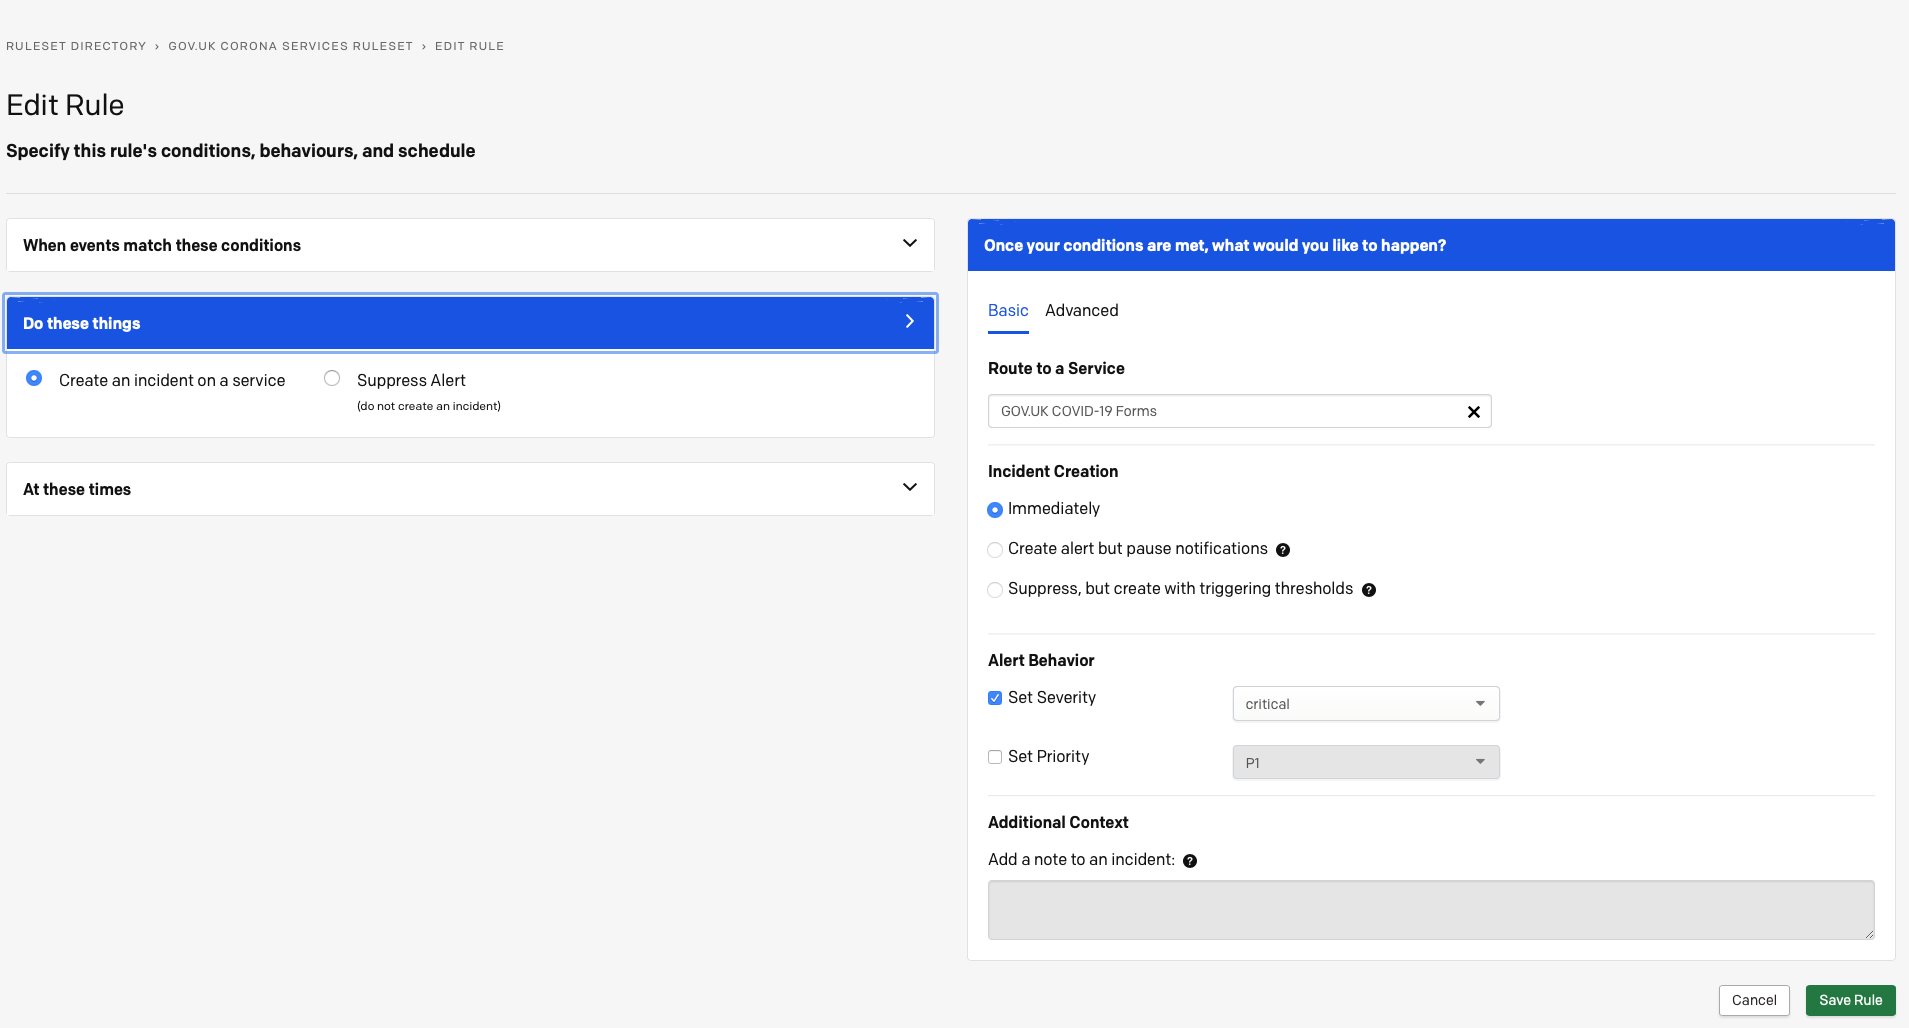 RULESET DIRECTORY › GOV.UK CORONA SERVICES RULESET › EDIT RULE
Edit Rule
Specify this rule's conditions, behaviours, and schedule
When events match these conditions
Do these things
Create an incident on a service
Suppress Alert
(do not create an incident)
At these times
Once your conditions are met, what would you like to happen?
Basic Advanced
Route to a Service
GOV.UK COVID-19 Forms
Incident Creation
Immediately
Create alert but pause notifications ?
Suppress, but create with triggering thresholds ?
Alert Behavior
Set Severity critical
Set Priority P1
Additional Context
Add a note to an incident: ?
Cancel Save Rule